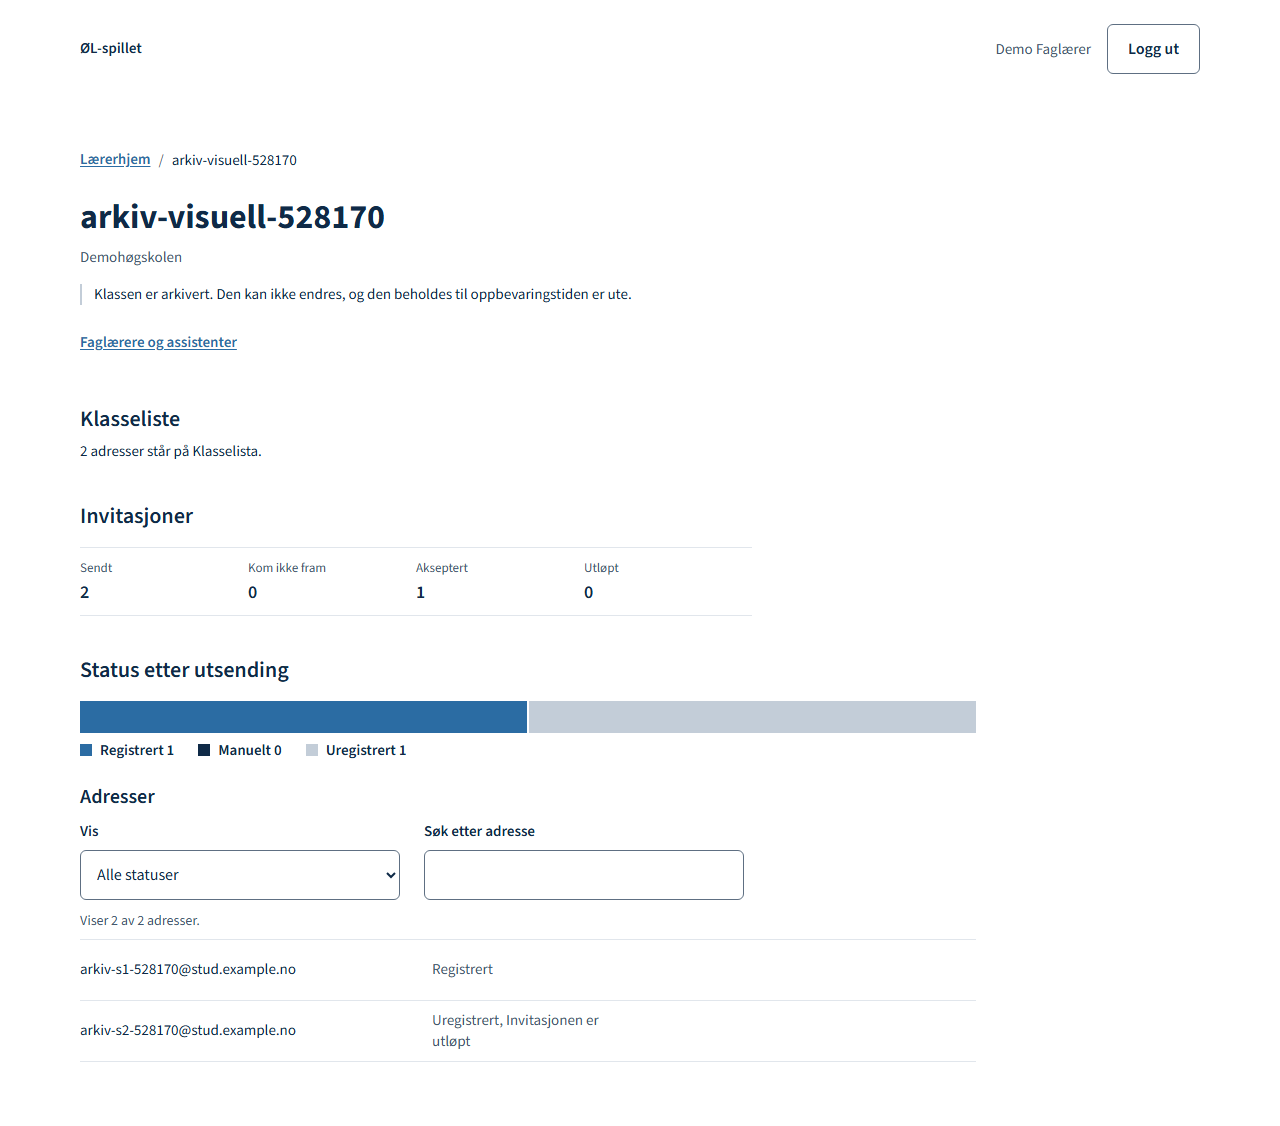 ØL-spillet
Demo Faglærer
Logg ut
Lærerhjem / arkiv-visuell-528170
arkiv-visuell-528170
Demohøgskolen
Klassen er arkivert. Den kan ikke endres, og den beholdes til oppbevaringstiden er ute.
Faglærere og assistenter
Klasseliste
2 adresser står på Klasselista.
Invitasjoner
Sendt
2
Kom ikke fram
0
Akseptert
1
Utløpt
0
Status etter utsending
Registrert 1
Manuelt 0
Uregistrert 1
Adresser
Vis
Alle statuser
Søk etter adresse
Viser 2 av 2 adresser.
arkiv-s1-528170@stud.example.no
Registrert
arkiv-s2-528170@stud.example.no
Uregistrert, Invitasjonen er
utløpt